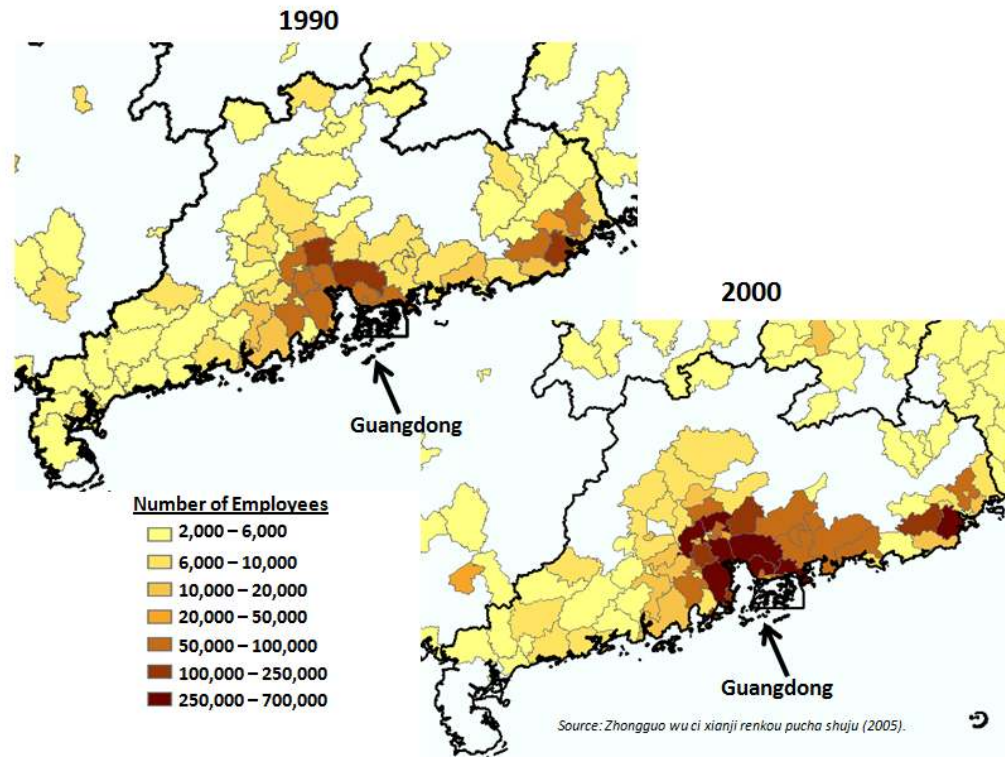 1990
Guangdong
2000
Number of Employees
2,000 – 6,000
6,000 – 10,000
10,000 – 20,000
20,000 – 50,000
50,000 – 100,000
100,000 – 250,000
250,000 – 700,000
Guangdong
Source: Zhongguo wu ci xianji renkou pucha shuju (2005).